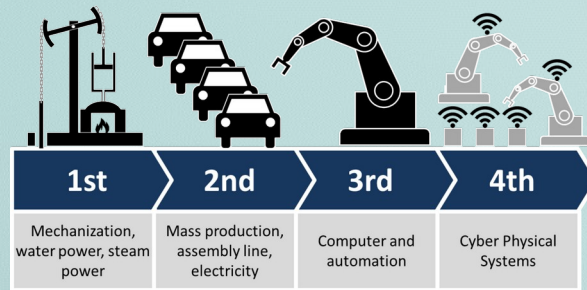 1st
2nd
3rd
4th
Mechanization,
water power, steam
power
Mass production,
assembly line,
electricity
Computer and
automation
Cyber Physical
Systems